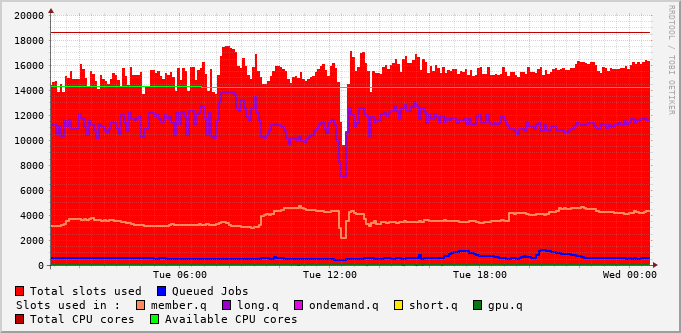 20000
18000
16000
14000
12000
10000
8000
6000
4000
2000
0
Tue 06:00 Tue 12:00 Tue 18:00 Wed 00:00
RRDTOOL / TOBI OETIKER
Total slots used Queued Jobs
Slots used in : member.q long.q ondemand.q short.q gpu.q
Total CPU cores Available CPU cores